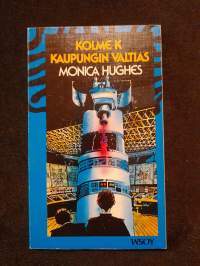 KOLME K
KAUPUNGIN VALTIAS
MONICA HUGHES
WSOY